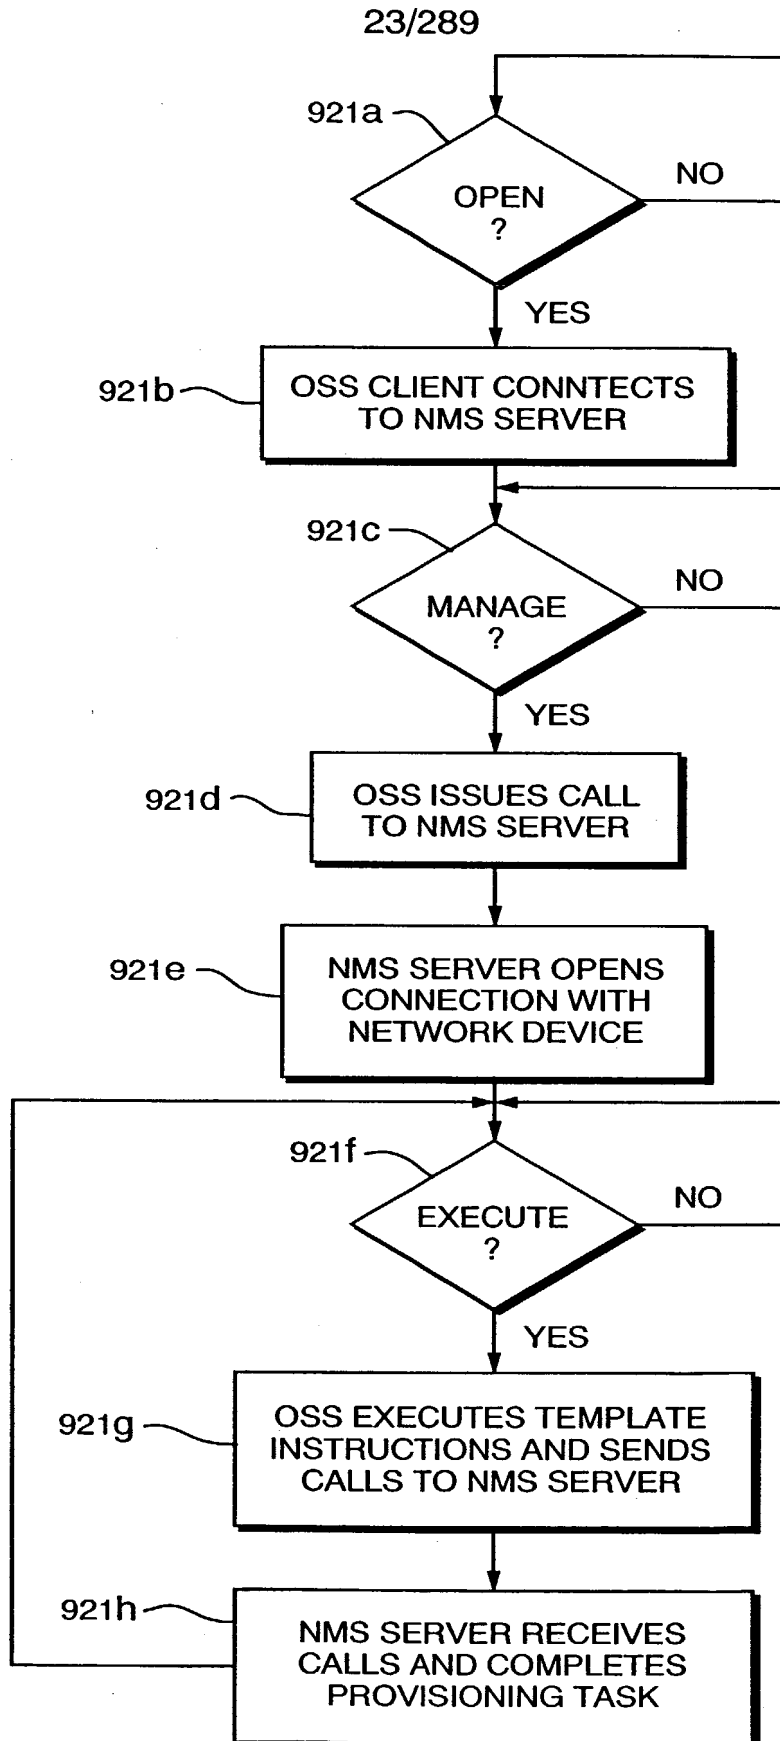 23/289
921a
OPEN
?
NO
YES
921b
OSS CLIENT CONNTECTS
TO NMS SERVER
921c
MANAGE
?
NO
YES
921d
OSS ISSUES CALL
TO NMS SERVER
921e
NMS SERVER OPENS
CONNECTION WITH
NETWORK DEVICE
921f
EXECUTE
?
NO
YES
921g
OSS EXECUTES TEMPLATE
INSTRUCTIONS AND SENDS
CALLS TO NMS SERVER
921h
NMS SERVER RECEIVES
CALLS AND COMPLETES
PROVISIONING TASK